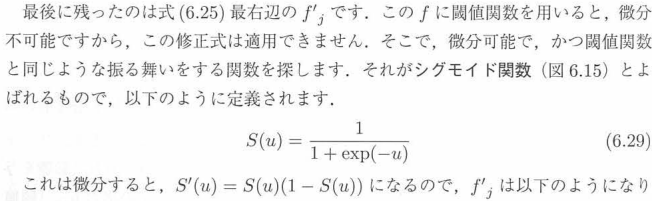 最後に残ったのは式 (6.25) 最右辺の f'j です．この f に閾値関数を用いると，微分
不可能ですから，この修正式は適用できません．そこで，微分可能で，かつ閾値関数
と同じような振る舞いをする関数を探します．それがシグモイド関数（図 6.15）とよ
ばれるもので，以下のように定義されます．
S(u) = 1 / (1 + exp(−u)) (6.29)
これは微分すると，S'(u) = S(u)(1 − S(u)) になるので，f'j は以下のようになり